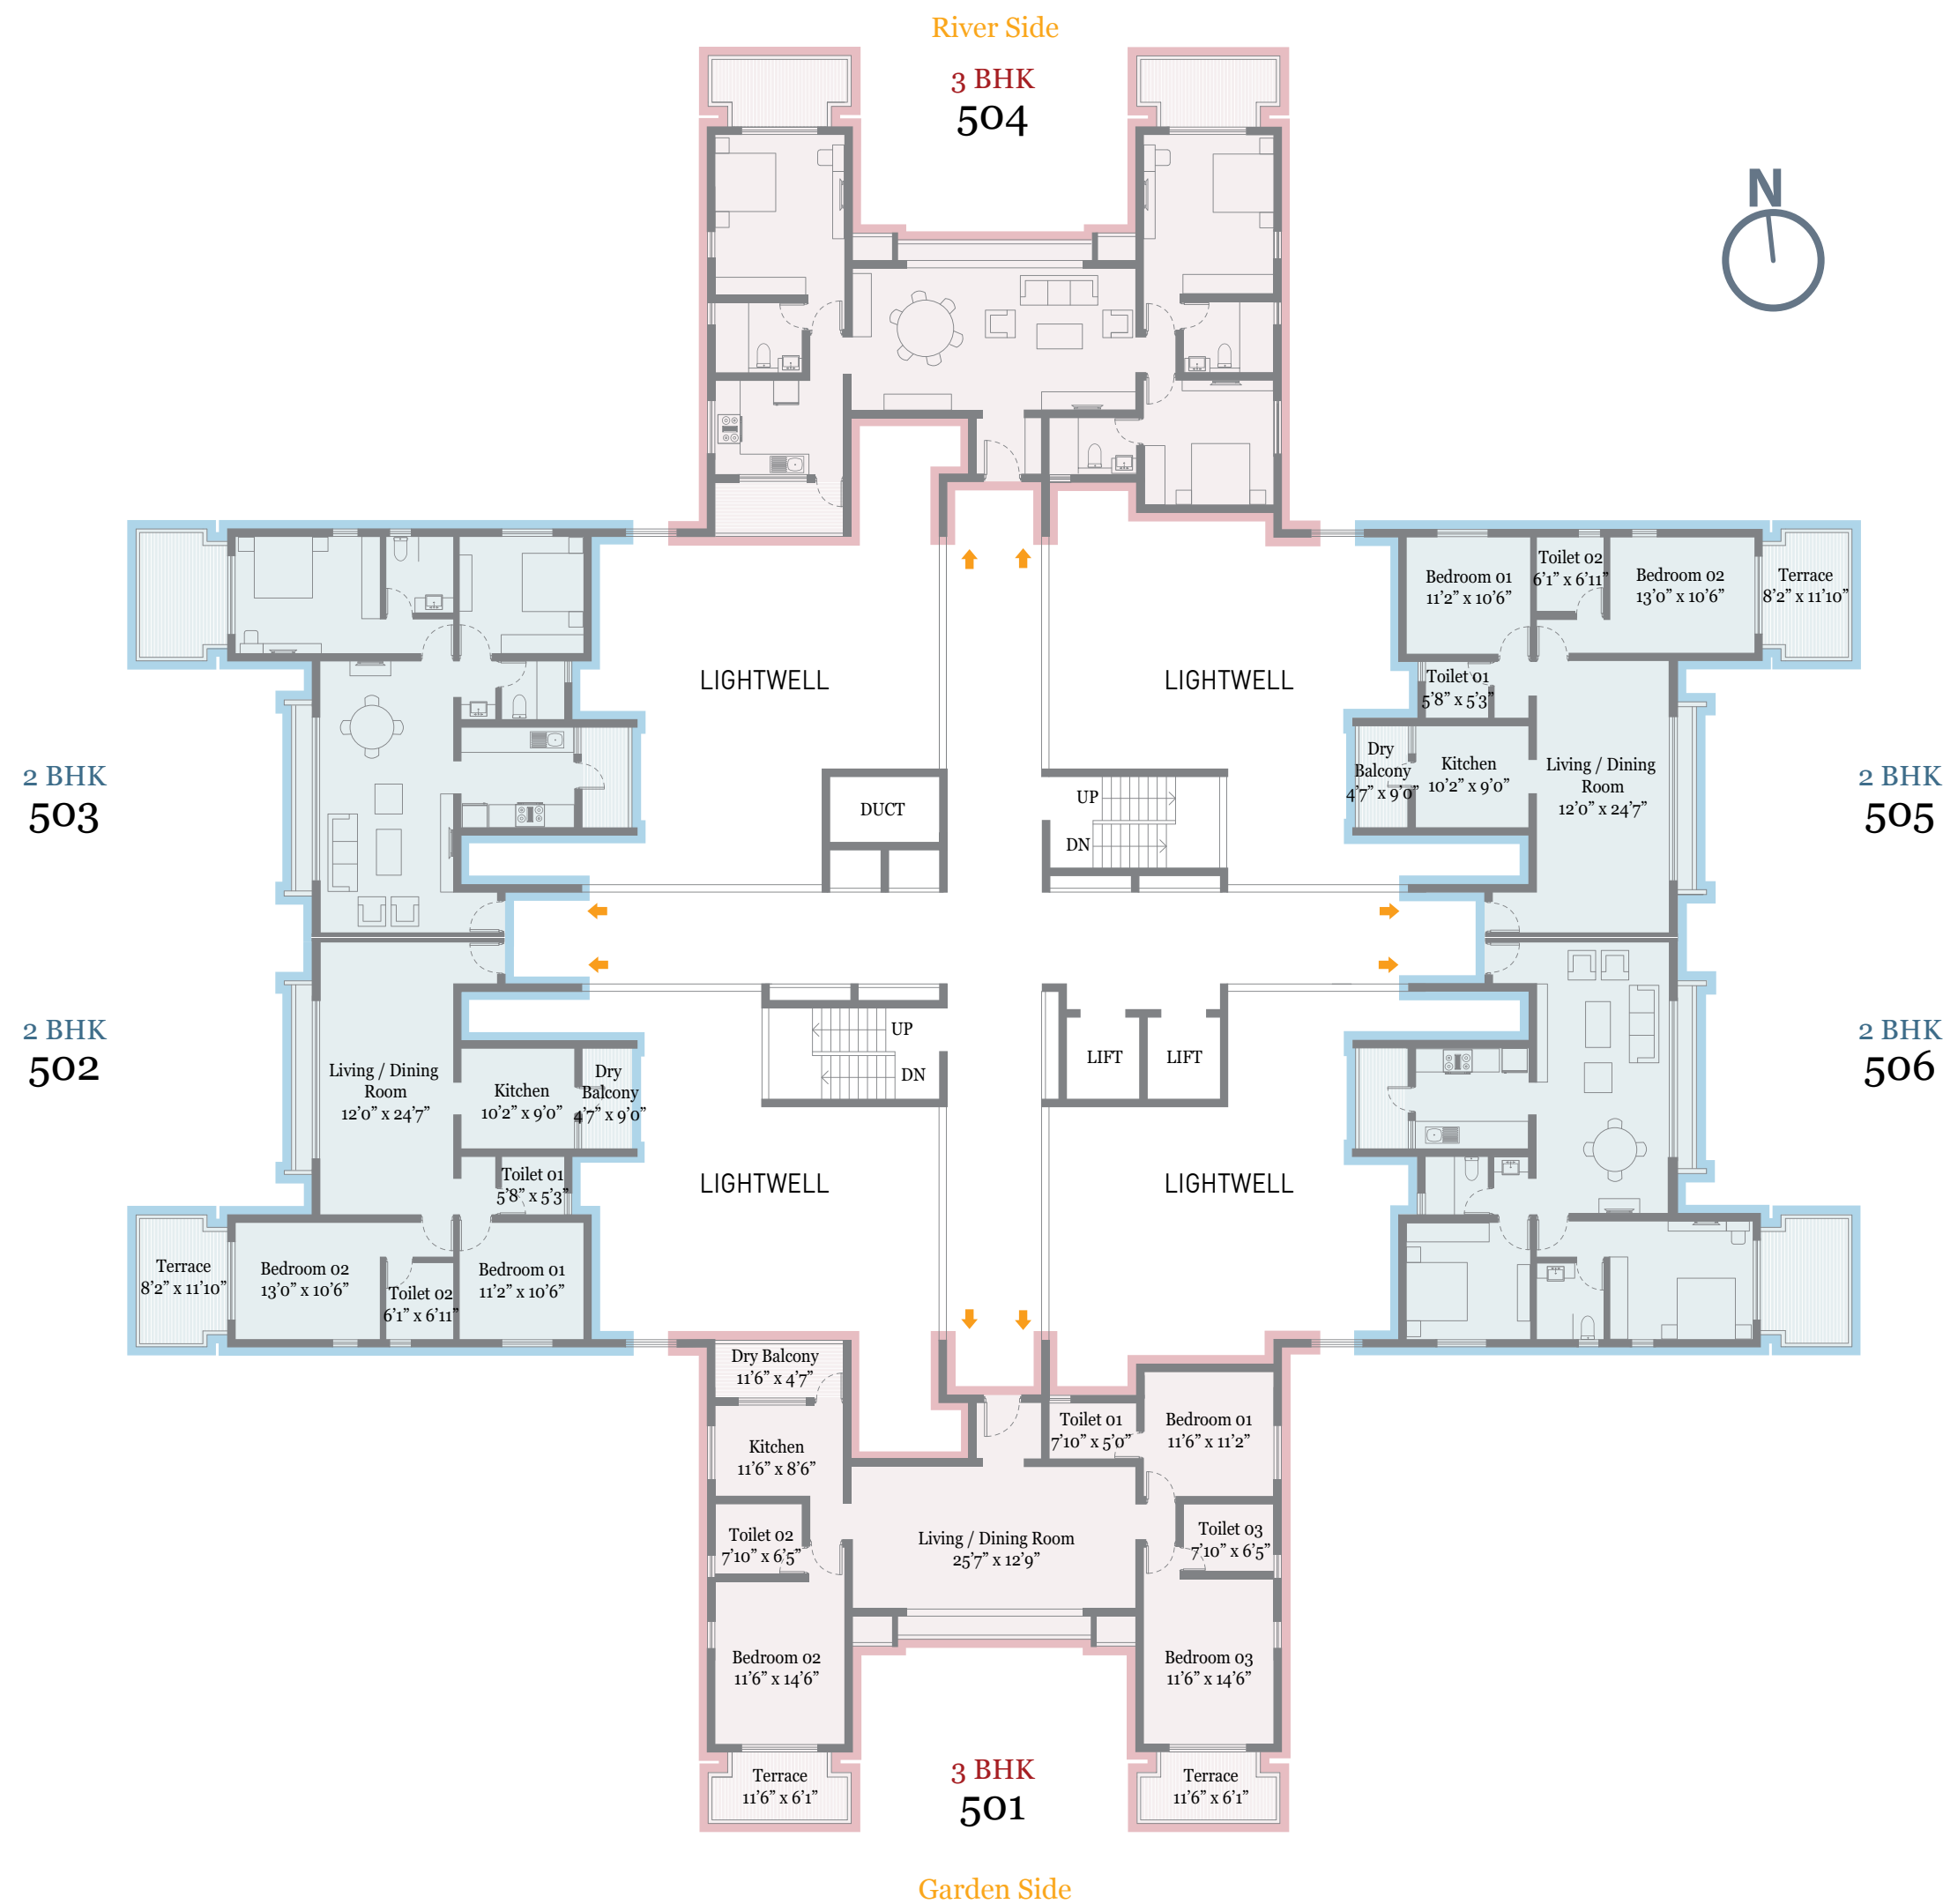 River Side
3 BHK
504
N
Bedroom 01
11'2" x 10'6"
Toilet 02
6'1" x 6'11"
Bedroom 02
13'0" x 10'6"
Terrace
8'2" x 11'10"
LIGHTWELL
LIGHTWELL
Toilet 01
5'8" x 5'3"
2 BHK
503
DUCT
UP
DN
Dry
Balcony
4'7" x 9'0"
Kitchen
10'2" x 9'0"
Living / Dining
Room
12'0" x 24'7"
2 BHK
505
2 BHK
502
Living / Dining
Room
12'0" x 24'7"
Kitchen
10'2" x 9'0"
Dry
Balcony
4'7" x 9'0"
UP
DN
LIFT
LIFT
2 BHK
506
Toilet 01
5'8" x 5'3"
LIGHTWELL
LIGHTWELL
Terrace
8'2" x 11'10"
Bedroom 02
13'0" x 10'6"
Toilet 02
6'1" x 6'11"
Bedroom 01
11'2" x 10'6"
Dry Balcony
11'6" x 4'7"
Kitchen
11'6" x 8'6"
Toilet 01
7'10" x 5'0"
Bedroom 01
11'6" x 11'2"
Toilet 02
7'10" x 6'5"
Living / Dining Room
25'7" x 12'9"
Toilet 03
7'10" x 6'5"
Bedroom 02
11'6" x 14'6"
Bedroom 03
11'6" x 14'6"
Terrace
11'6" x 6'1"
3 BHK
501
Terrace
11'6" x 6'1"
Garden Side